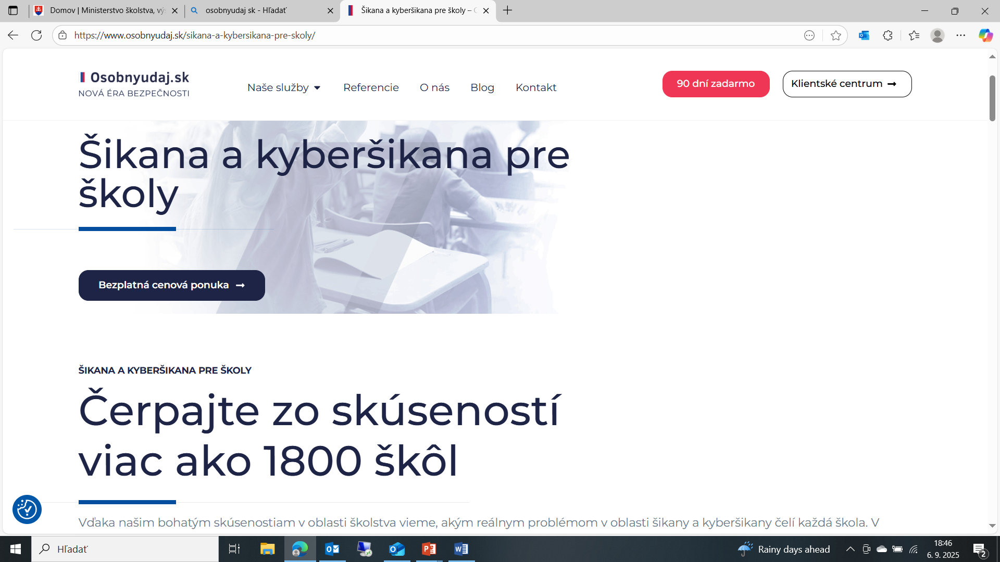 Domov | Ministerstvo školstva, vý
osobnyudaj sk - Hľadať
Šikana a kyberšikana pre školy –
https://www.osobnyudaj.sk/sikana-a-kybersikana-pre-skoly/
Osobnyudaj.sk
NOVÁ ÉRA BEZPEČNOSTI
Naše služby
Referencie
O nás
Blog
Kontakt
90 dní zadarmo
Klientské centrum
Šikana a kyberšikana pre
školy
Bezplatná cenová ponuka
ŠIKANA A KYBERŠIKANA PRE ŠKOLY
Čerpajte zo skúseností
viac ako 1800 škôl
Vďaka našim bohatým skúsenostiam v oblasti školstva vieme, akým reálnym problémom v oblasti šikany a kyberšikany čelí každá škola. V
Hľadať
Rainy days ahead
18:46
6. 9. 2025
2